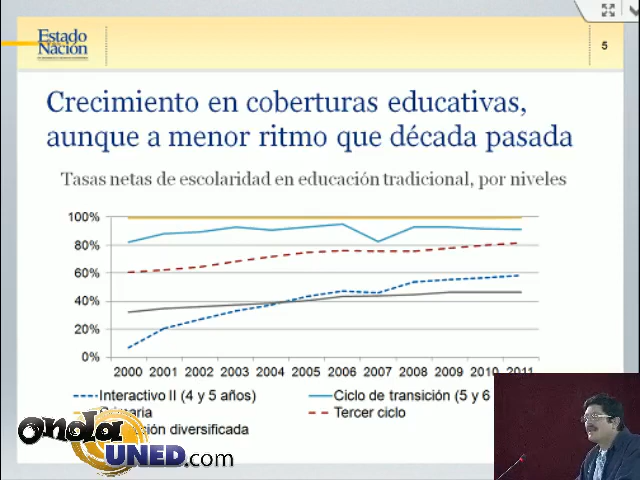 Estado
Nación
5
Crecimiento en coberturas educativas,
aunque a menor ritmo que década pasada
Tasas netas de escolaridad en educación tradicional, por niveles
100%
80%
60%
40%
20%
0%
2000 2001 2002 2003 2004 2005 2006 2007 2008 2009 2010 2011
Interactivo II (4 y 5 años)
Ciclo de transición (5 y 6
Tercer ciclo
diversificada
onda
UNED.com